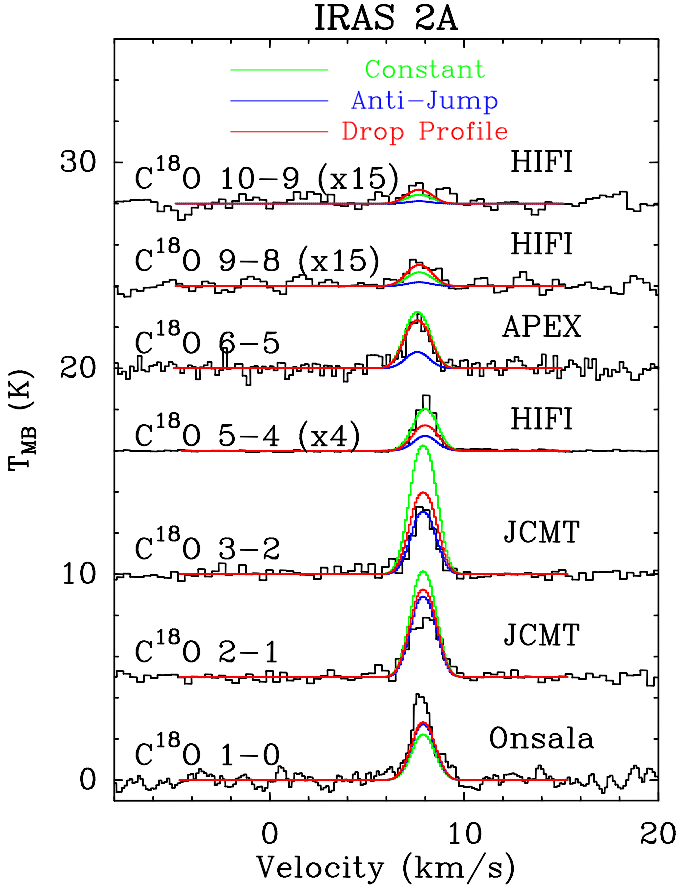 IRAS 2A
Constant
Anti-Jump
Drop Profile
30
C¹⁸O 10-9 (x15)
HIFI
C¹⁸O 9-8 (x15)
HIFI
20
C¹⁸O 6-5
APEX
C¹⁸O 5-4 (x4)
HIFI
T_MB (K)
10
C¹⁸O 3-2
JCMT
C¹⁸O 2-1
JCMT
0
C¹⁸O 1-0
Onsala
0 10 20
Velocity (km/s)